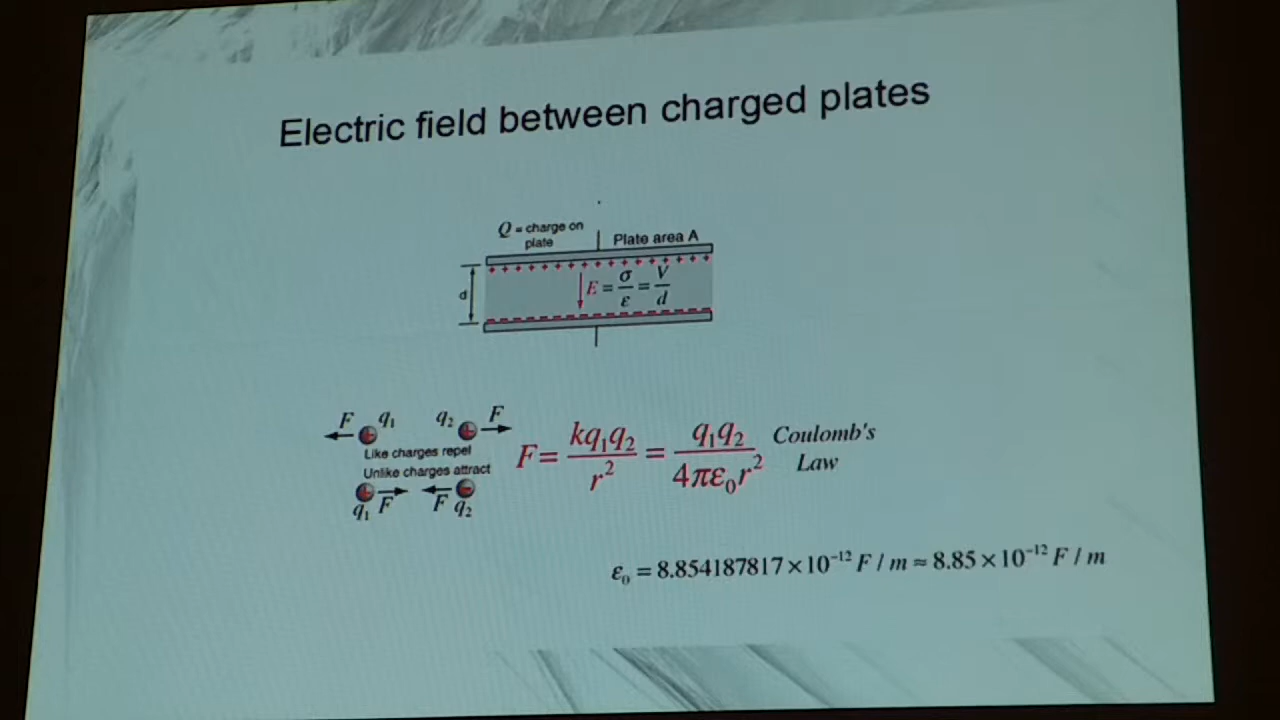 Electric field between charged plates
Q = charge on
plate
Plate area A
d
E = σ/ε = V/d
F q₁ q₂ F
Like charges repel
Unlike charges attract
q₁ F F q₂
F = kq₁q₂/r² = q₁q₂/4πε₀r²
Coulomb's
Law
ε₀ = 8.854187817 × 10⁻¹² F / m ≈ 8.85 × 10⁻¹² F / m